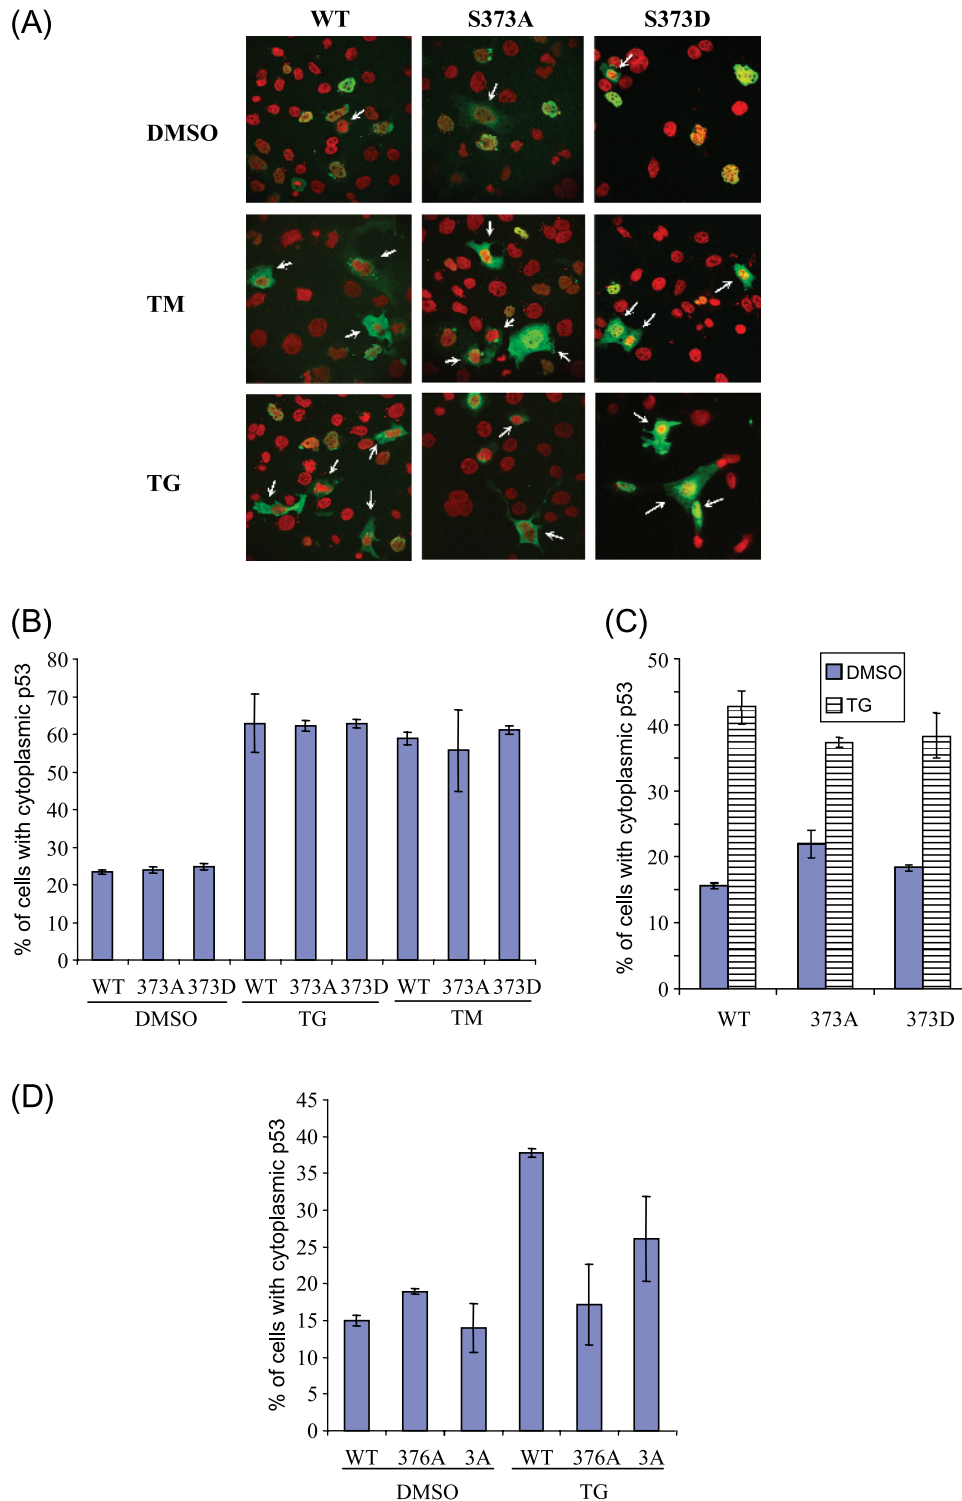 (A)
WT S373A S373D
DMSO
TM
TG
(B)
% of cells with cytoplasmic p53
80
70
60
50
40
30
20
10
0
WT 373A 373D WT 373A 373D WT 373A 373D
DMSO TG TM
(C)
% of cells with cytoplasmic p53
50
40
30
20
10
0
DMSO
TG
WT 373A 373D
(D)
% of cells with cytoplasmic p53
45
40
35
30
25
20
15
10
5
0
WT 376A 3A WT 376A 3A
DMSO TG